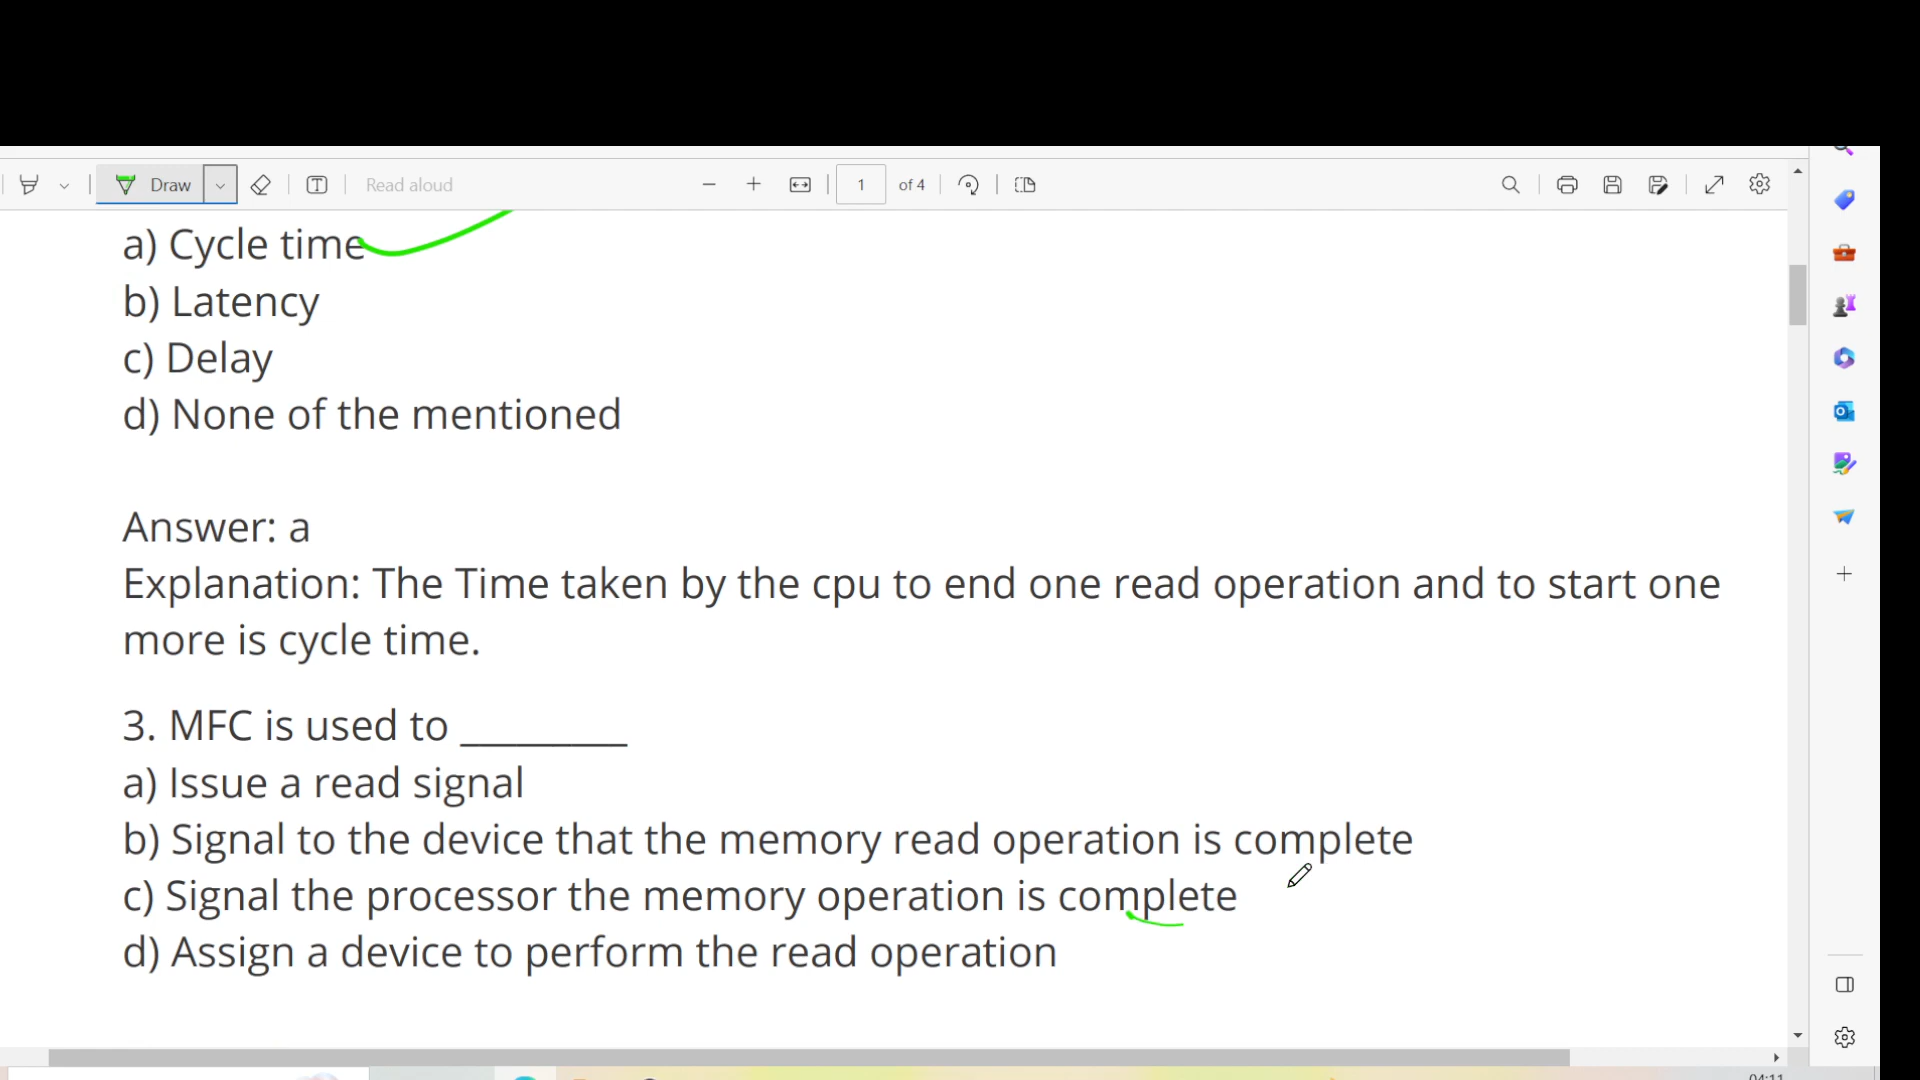 Draw
Read aloud
1
of 4
a) Cycle time
b) Latency
c) Delay
d) None of the mentioned
Answer: a
Explanation: The Time taken by the cpu to end one read operation and to start one
more is cycle time.
3. MFC is used to _________
a) Issue a read signal
b) Signal to the device that the memory read operation is complete
c) Signal the processor the memory operation is complete
d) Assign a device to perform the read operation